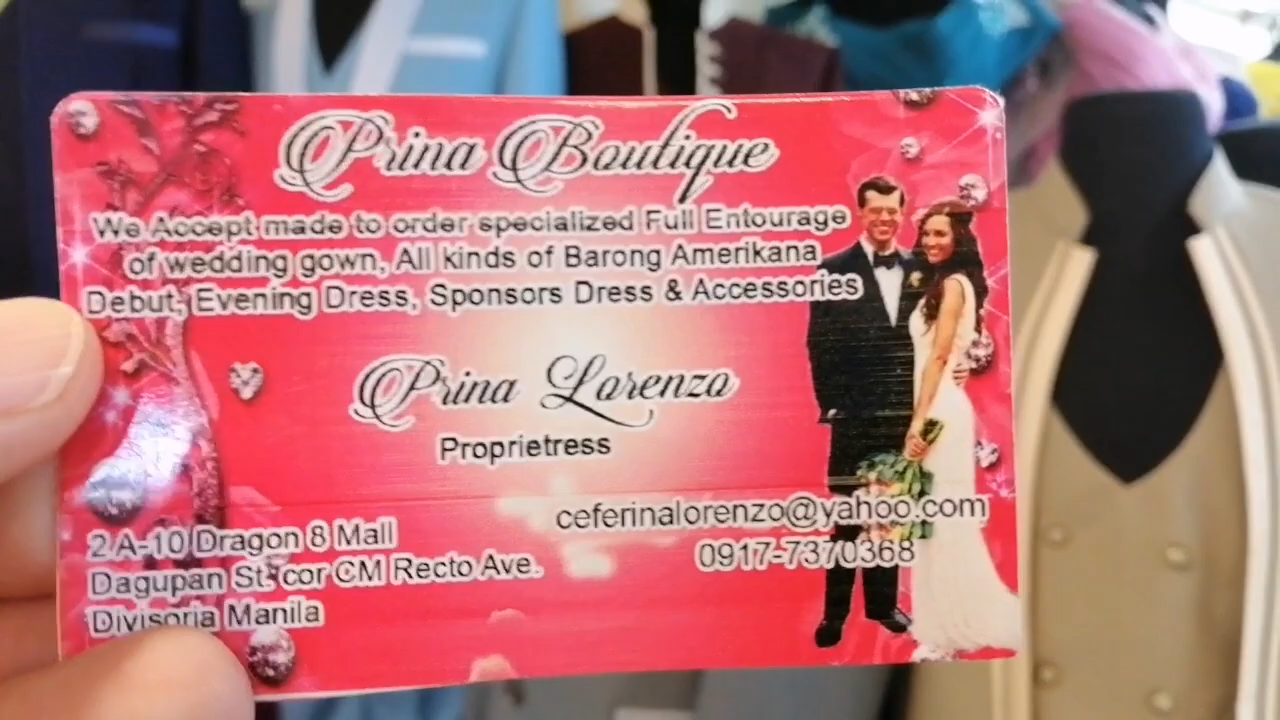 Prina Boutique
We Accept made to order specialized Full Entourage
of wedding gown, All kinds of Barong Amerikana
Debut, Evening Dress, Sponsors Dress & Accessories
Prina Lorenzo
Proprietress
ceferinalorenzo@yahoo.com
0917-7370368
2 A-10 Dragon 8 Mall
Dagupan St. cor CM Recto Ave.
Divisoria Manila